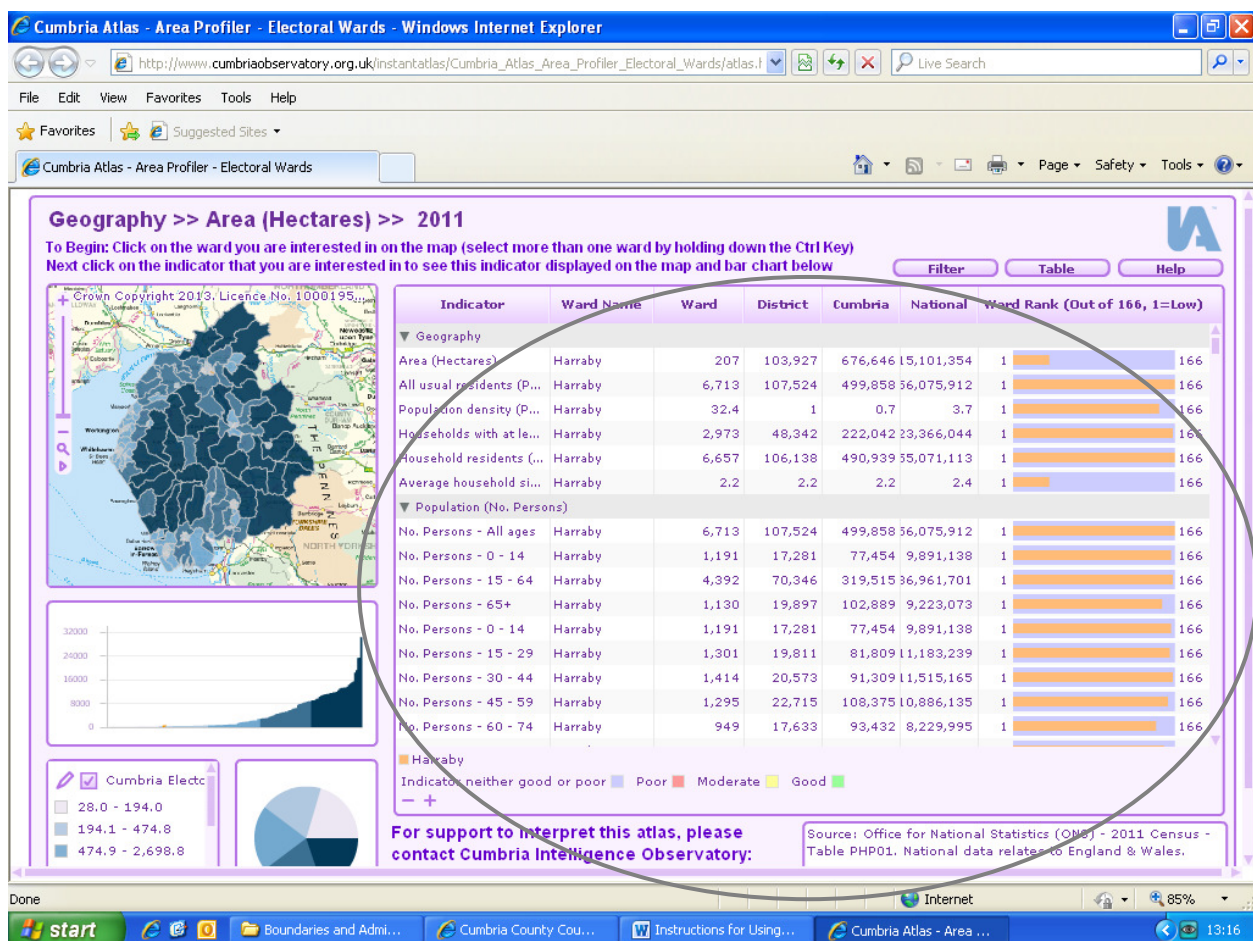 Cumbria Atlas - Area Profiler - Electoral Wards - Windows Internet Explorer
http://www.cumbriaobservatory.org.uk/instantatlas/Cumbria_Atlas_Area_Profiler_Electoral_Wards/atlas.h
Live Search
File Edit View Favorites Tools Help
Favorites Suggested Sites
Cumbria Atlas - Area Profiler - Electoral Wards
Page Safety Tools
Geography >> Area (Hectares) >> 2011
IA
To Begin: Click on the ward you are interested in on the map (select more than one ward by holding down the Ctrl Key)
Next click on the indicator that you are interested in to see this indicator displayed on the map and bar chart below
Filter Table Help
Crown Copyright 2013. Licence No. 1000195...
THE PENNINES
NORTH YORKSH
Indicator Ward Name Ward District Cumbria National Ward Rank (Out of 166, 1=Low)
▼ Geography
Area (Hectares) Harraby 207 103,927 676,646 15,101,354 1 166
All usual residents (P... Harraby 6,713 107,524 499,858 56,075,912 1 166
Population density (P... Harraby 32.4 1 0.7 3.7 1 166
Households with at le... Harraby 2,973 48,342 222,042 23,366,044 1 166
Household residents (... Harraby 6,657 106,138 490,939 55,071,113 1 166
Average household si... Harraby 2.2 2.2 2.2 2.4 1 166
▼ Population (No. Persons)
No. Persons - All ages Harraby 6,713 107,524 499,858 56,075,912 1 166
No. Persons - 0 - 14 Harraby 1,191 17,281 77,454 9,891,138 1 166
No. Persons - 15 - 64 Harraby 4,392 70,346 319,515 36,961,701 1 166
No. Persons - 65+ Harraby 1,130 19,897 102,889 9,223,073 1 166
No. Persons - 0 - 14 Harraby 1,191 17,281 77,454 9,891,138 1 166
No. Persons - 15 - 29 Harraby 1,301 19,811 81,809 11,183,239 1 166
No. Persons - 30 - 44 Harraby 1,414 20,573 91,309 11,515,165 1 166
No. Persons - 45 - 59 Harraby 1,295 22,715 108,375 10,886,135 1 166
No. Persons - 60 - 74 Harraby 949 17,633 93,432 8,229,995 1 166
Harraby
Indicator neither good or poor Poor Moderate Good
− +
32000
24000
16000
8000
0
Cumbria Electc
28.0 - 194.0
194.1 - 474.8
474.9 - 2,698.8
For support to interpret this atlas, please
contact Cumbria Intelligence Observatory:
Source: Office for National Statistics (ONS) - 2011 Census -
Table PHP01. National data relates to England & Wales.
Done Internet 85%
start Boundaries and Admi... Cumbria County Cou... Instructions for Using... Cumbria Atlas - Area ... 13:16